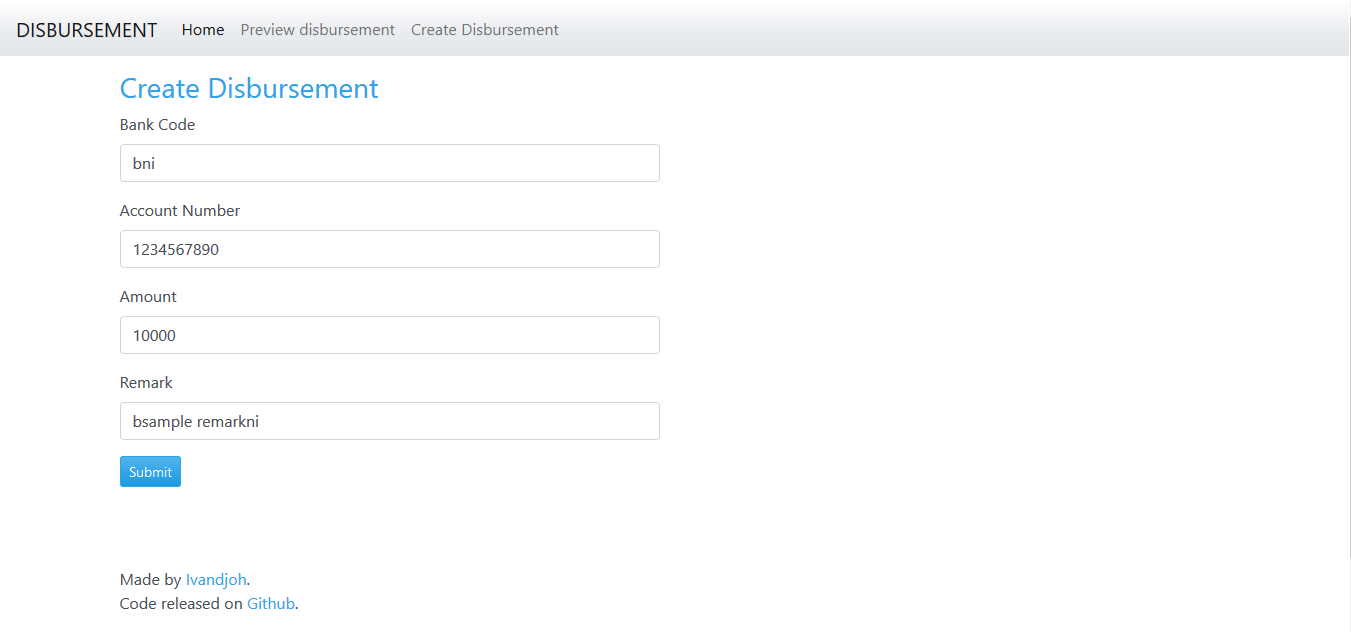 DISBURSEMENT Home Preview disbursement Create Disbursement
Create Disbursement
Bank Code
bni
Account Number
1234567890
Amount
10000
Remark
bsample remarkni
Submit
Made by Ivandjoh.
Code released on Github.